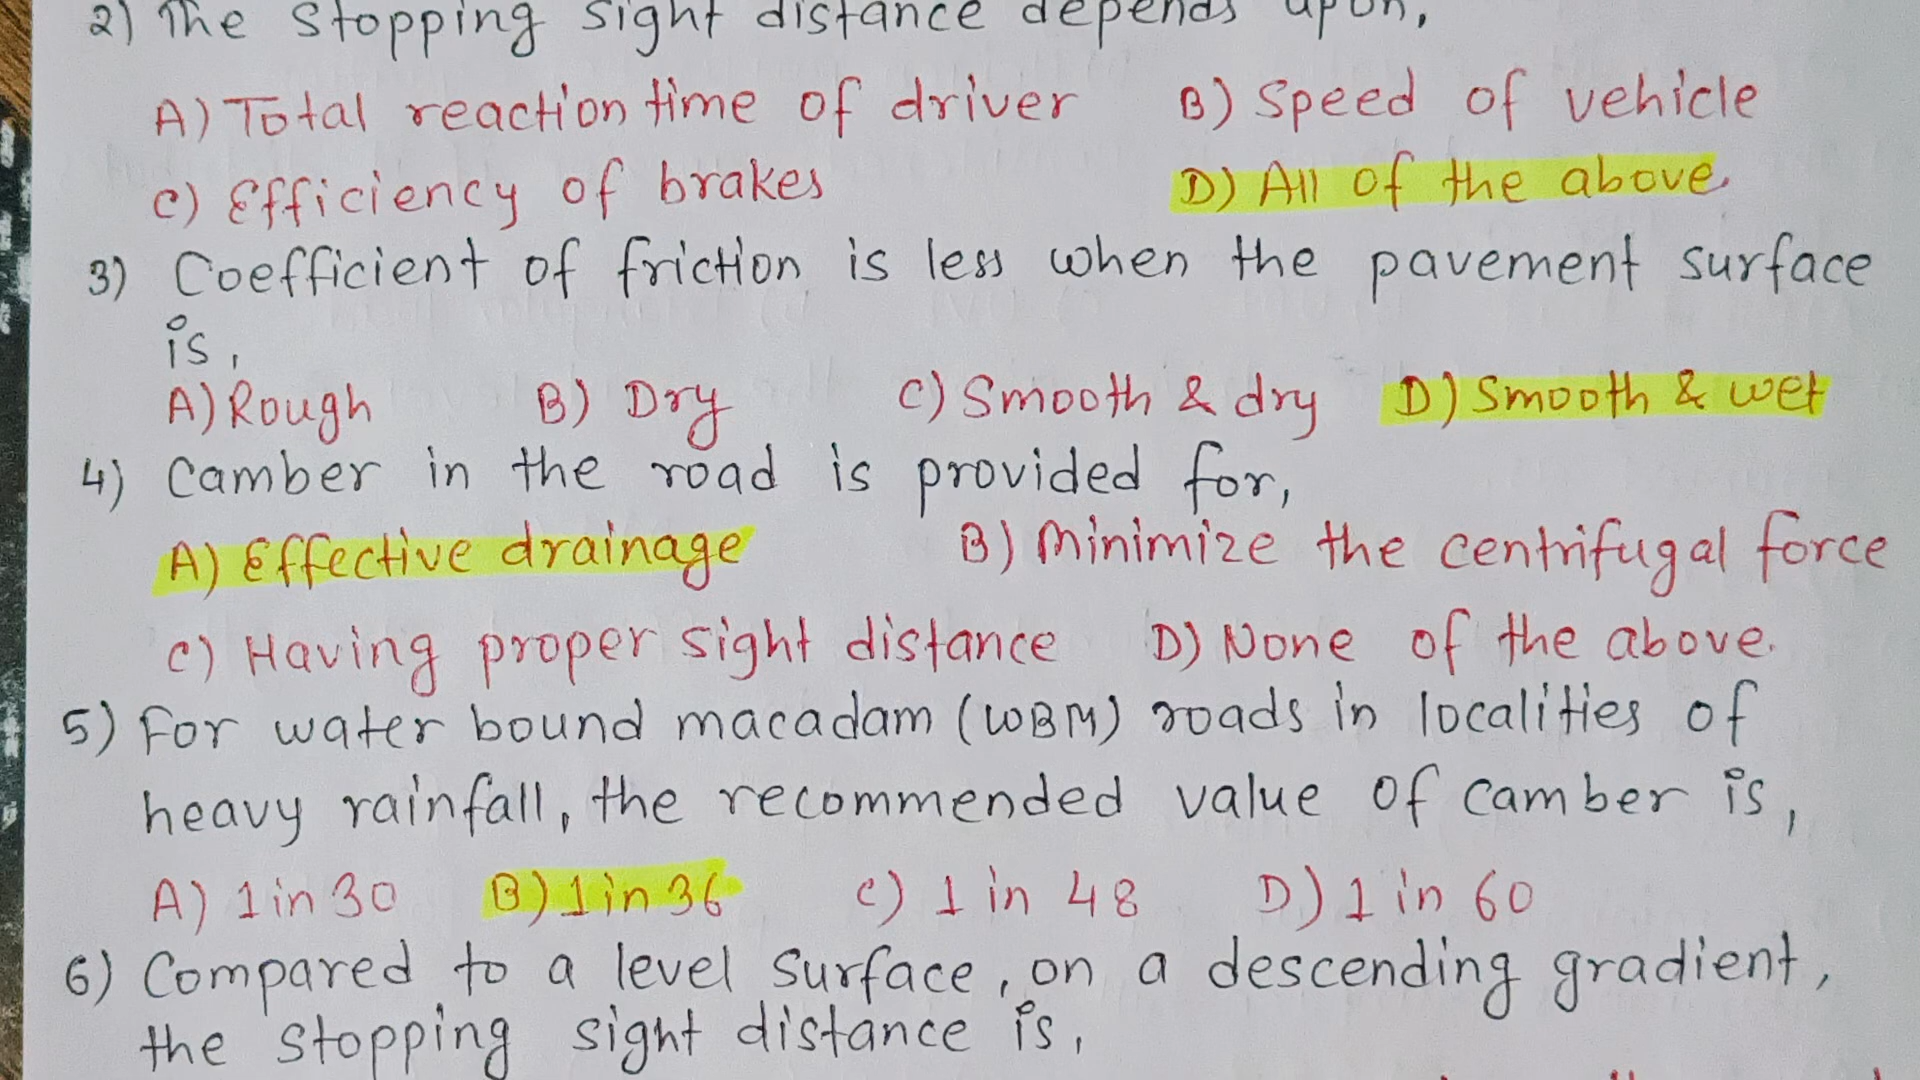 2) The stopping sight distance depends upon,
A) Total reaction time of driver B) Speed of vehicle
C) Efficiency of brakes D) All of the above.
3) Coefficient of friction is less when the pavement surface
is,
A) Rough B) Dry C) Smooth & dry D) Smooth & wet
4) Camber in the road is provided for,
A) Effective drainage B) Minimize the centrifugal force
C) Having proper sight distance D) None of the above.
5) For water bound macadam (WBM) roads in localities of
heavy rainfall, the recommended value of camber is,
A) 1 in 30 B) 1 in 36 C) 1 in 48 D) 1 in 60
6) Compared to a level surface, on a descending gradient,
the stopping sight distance is,